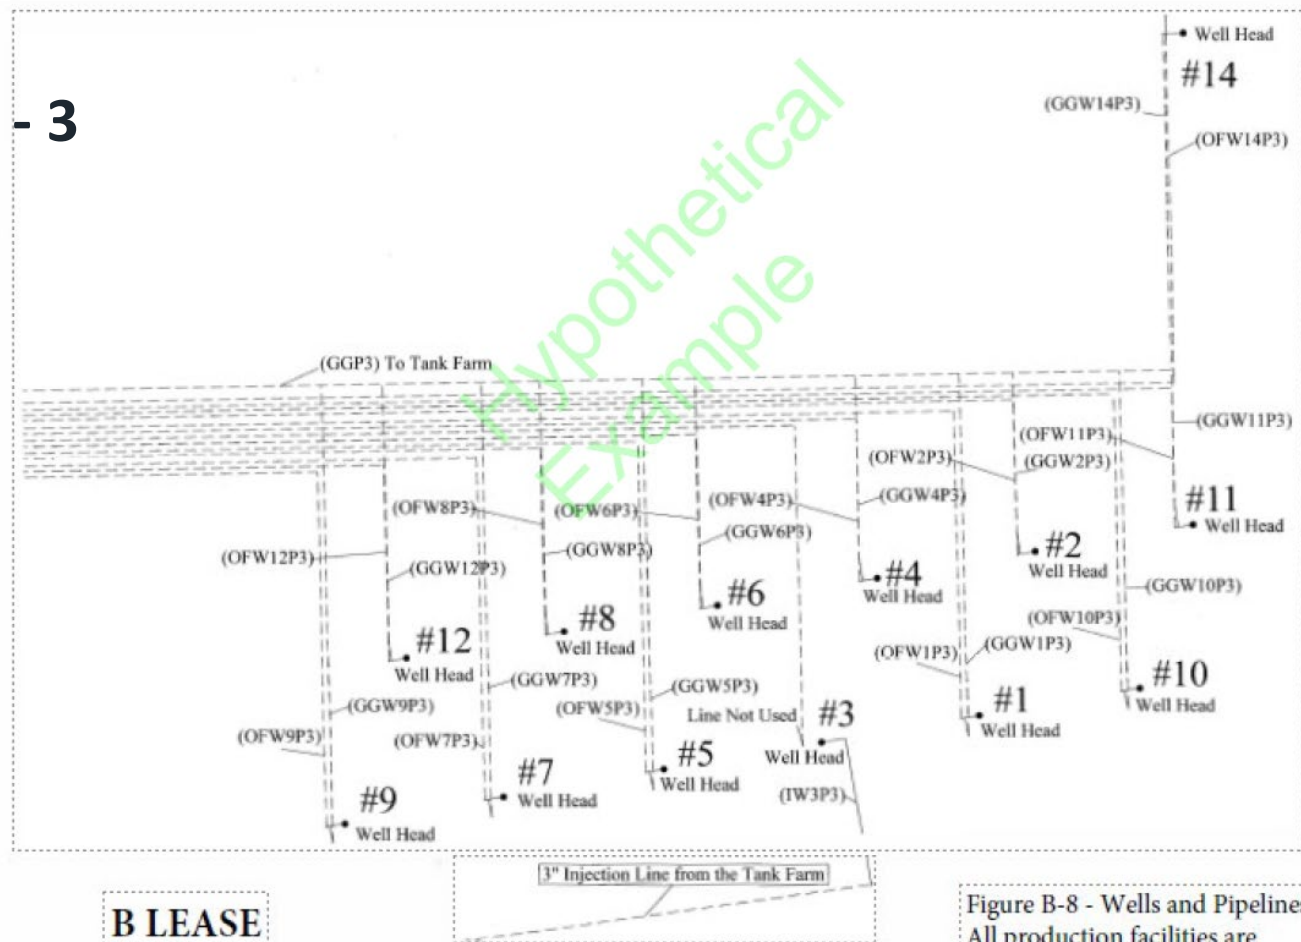 Well Head
#14
(GGW14P3)
- 3
(OFW14P3)
Hypothetical
Example
(GGP3) To Tank Farm
(GGW11P3)
(OFW11P3)
(OFW2P3)
(GGW2P3)
(OFW4P3)
(GGW4P3)
#11
Well Head
(OFW8P3)
(OFW6P3)
(GGW6P3)
(GGW8P3)
(OFW12P3)
(GGW12P3)
#2
Well Head
#4
Well Head
(GGW10P3)
#6
Well Head
(OFW10P3)
#8
Well Head
#12
Well Head
(OFW1P3)
(GGW1P3)
#10
Well Head
(GGW7P3)
(GGW5P3)
(OFW5P3)
(GGW9P3)
Line Not Used
#3
Well Head
#1
Well Head
(OFW9P3)
(OFW7P3)
#5
Well Head
(IW3P3)
#7
Well Head
#9
Well Head
3" Injection Line from the Tank Farm
B LEASE
Figure B-8 - Wells and Pipelines
All production facilities are